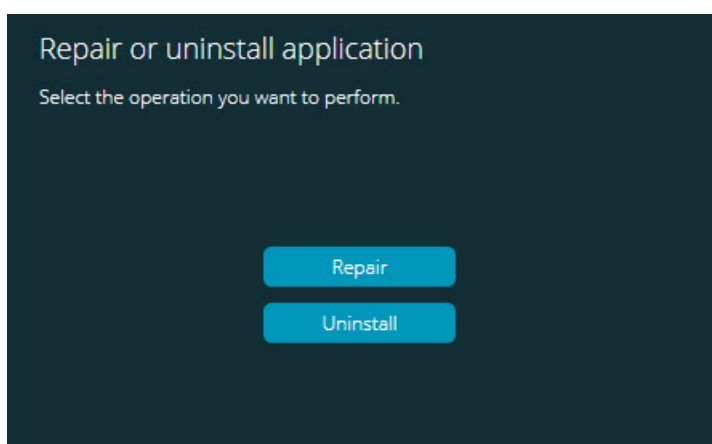 Repair or uninstall application
Select the operation you want to perform.
Repair
Uninstall